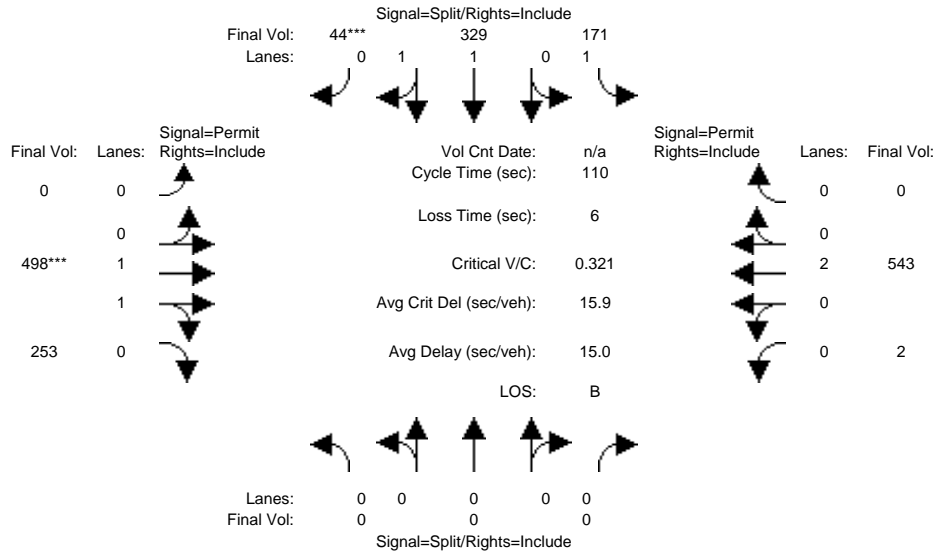 Signal=Split/Rights=Include
Final Vol: 44*** 329 171
Lanes: 0 1 1 0 1
Signal=Permit Signal=Permit
Final Vol: Lanes: Rights=Include Vol Cnt Date: n/a Rights=Include Lanes: Final Vol:
Cycle Time (sec): 110
0 0 0 0
Loss Time (sec): 6
0 0
498*** 1 Critical V/C: 0.321 2 543
1 Avg Crit Del (sec/veh): 15.9 0
253 0 Avg Delay (sec/veh): 15.0 0 2
LOS: B
Lanes: 0 0 0 0 0
Final Vol: 0 0 0
Signal=Split/Rights=Include